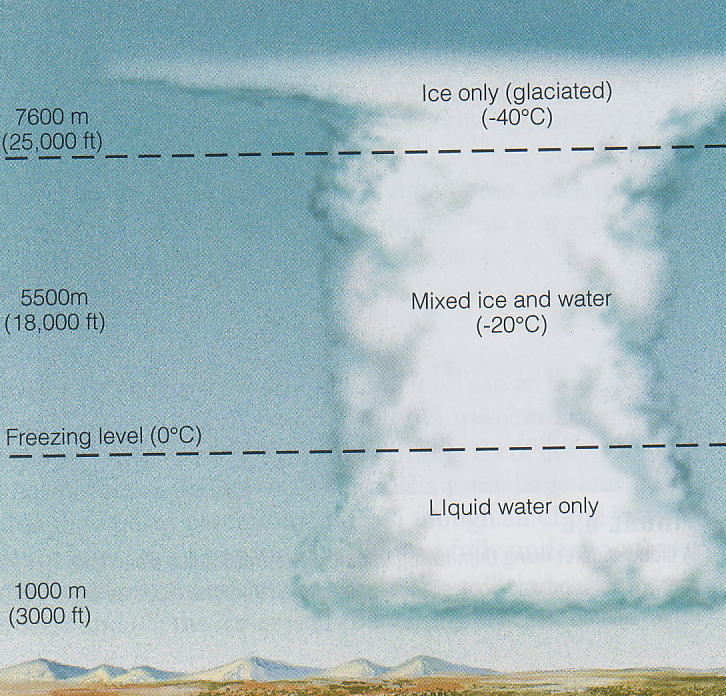 Ice only (glaciated)
(-40°C)
7600 m
(25,000 ft)
5500m
(18,000 ft)
Mixed ice and water
(-20°C)
Freezing level (0°C)
LIquid water only
1000 m
(3000 ft)